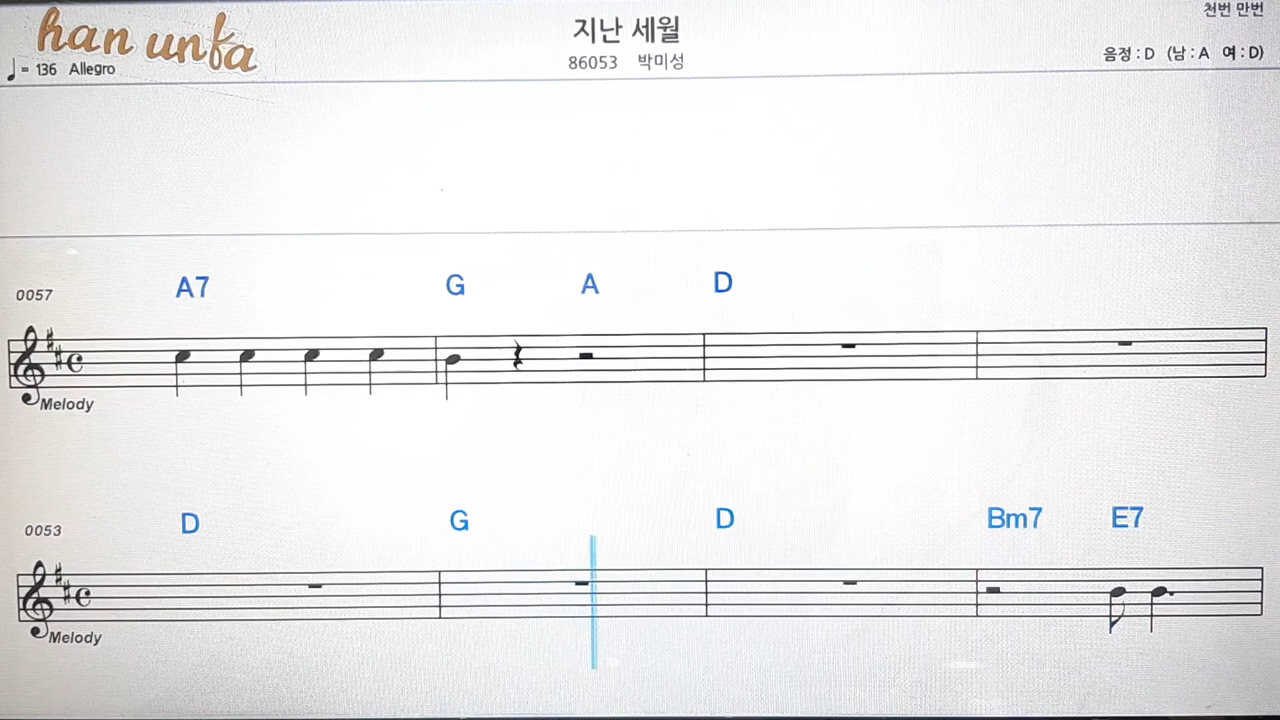 han unfa
지난 세월
천번 만번
♩= 136 Allegro
86053 박미성
음정 : D (남 : A 여 : D)
0057 A7 G A D
Melody
0053 D G D Bm7 E7
Melody